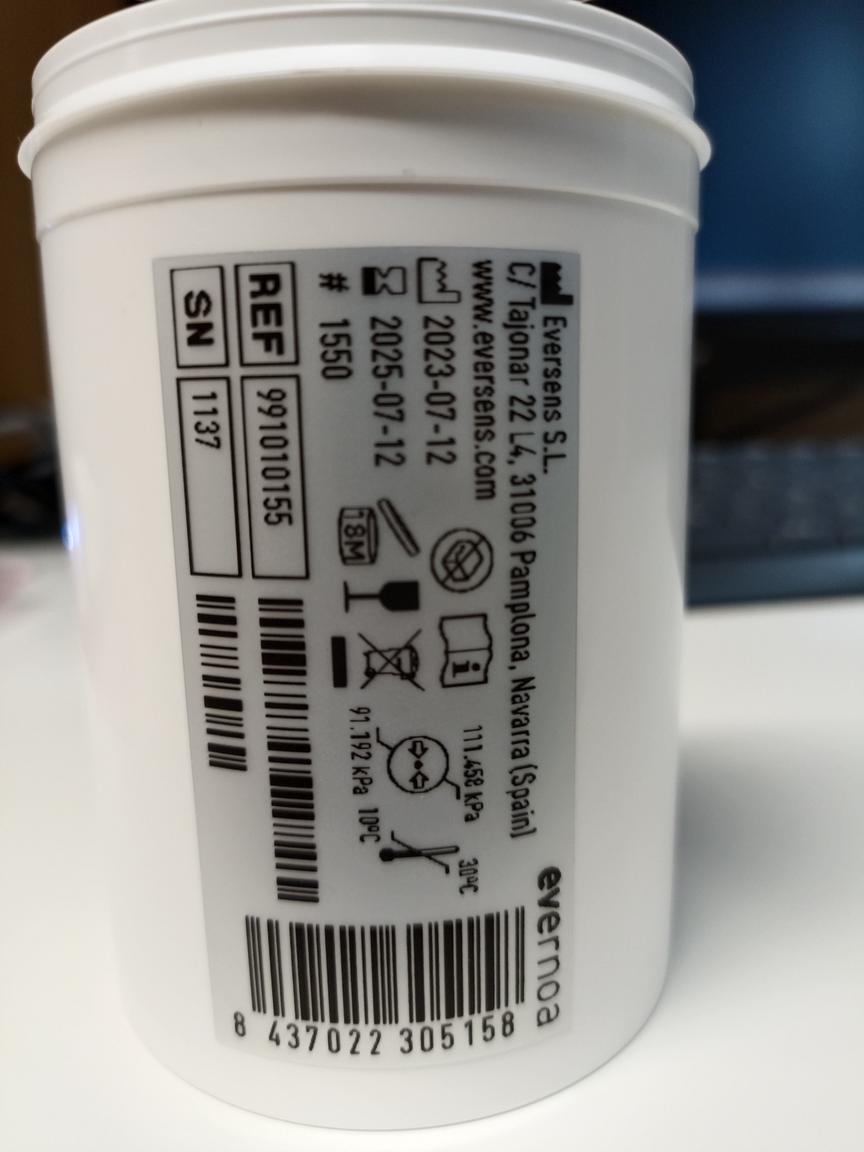 Eversens S.L.
C/ Tajonar 22 L4, 31006 Pamplona, Navarra (Spain)
www.eversens.com
2023-07-12
2025-07-12
# 1550
18M
111.458 kPa
91.192 kPa
30ºC
10ºC
REF 991010155
SN 1137
evernoa
8 437022 305158